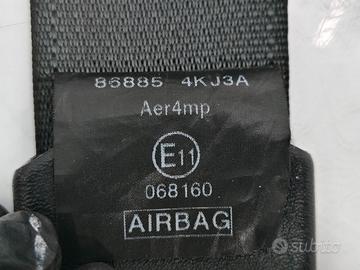 86885 4KJ3A
Aer4mp
E11
068160
AIRBAG
subito